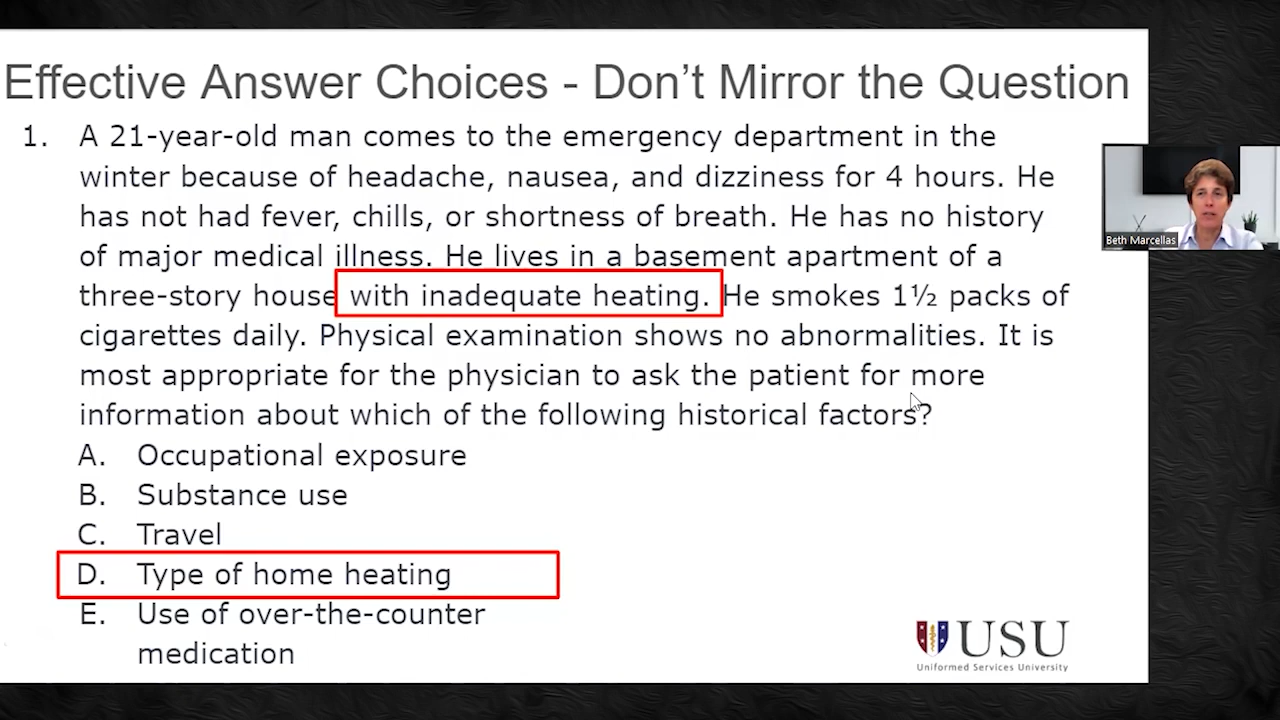 Effective Answer Choices - Don't Mirror the Question
1. A 21-year-old man comes to the emergency department in the
winter because of headache, nausea, and dizziness for 4 hours. He
has not had fever, chills, or shortness of breath. He has no history
of major medical illness. He lives in a basement apartment of a
three-story house with inadequate heating. He smokes 1½ packs of
cigarettes daily. Physical examination shows no abnormalities. It is
most appropriate for the physician to ask the patient for more
information about which of the following historical factors?
A. Occupational exposure
B. Substance use
C. Travel
D. Type of home heating
E. Use of over-the-counter
medication
Beth Marcellas
USU
Uniformed Services University